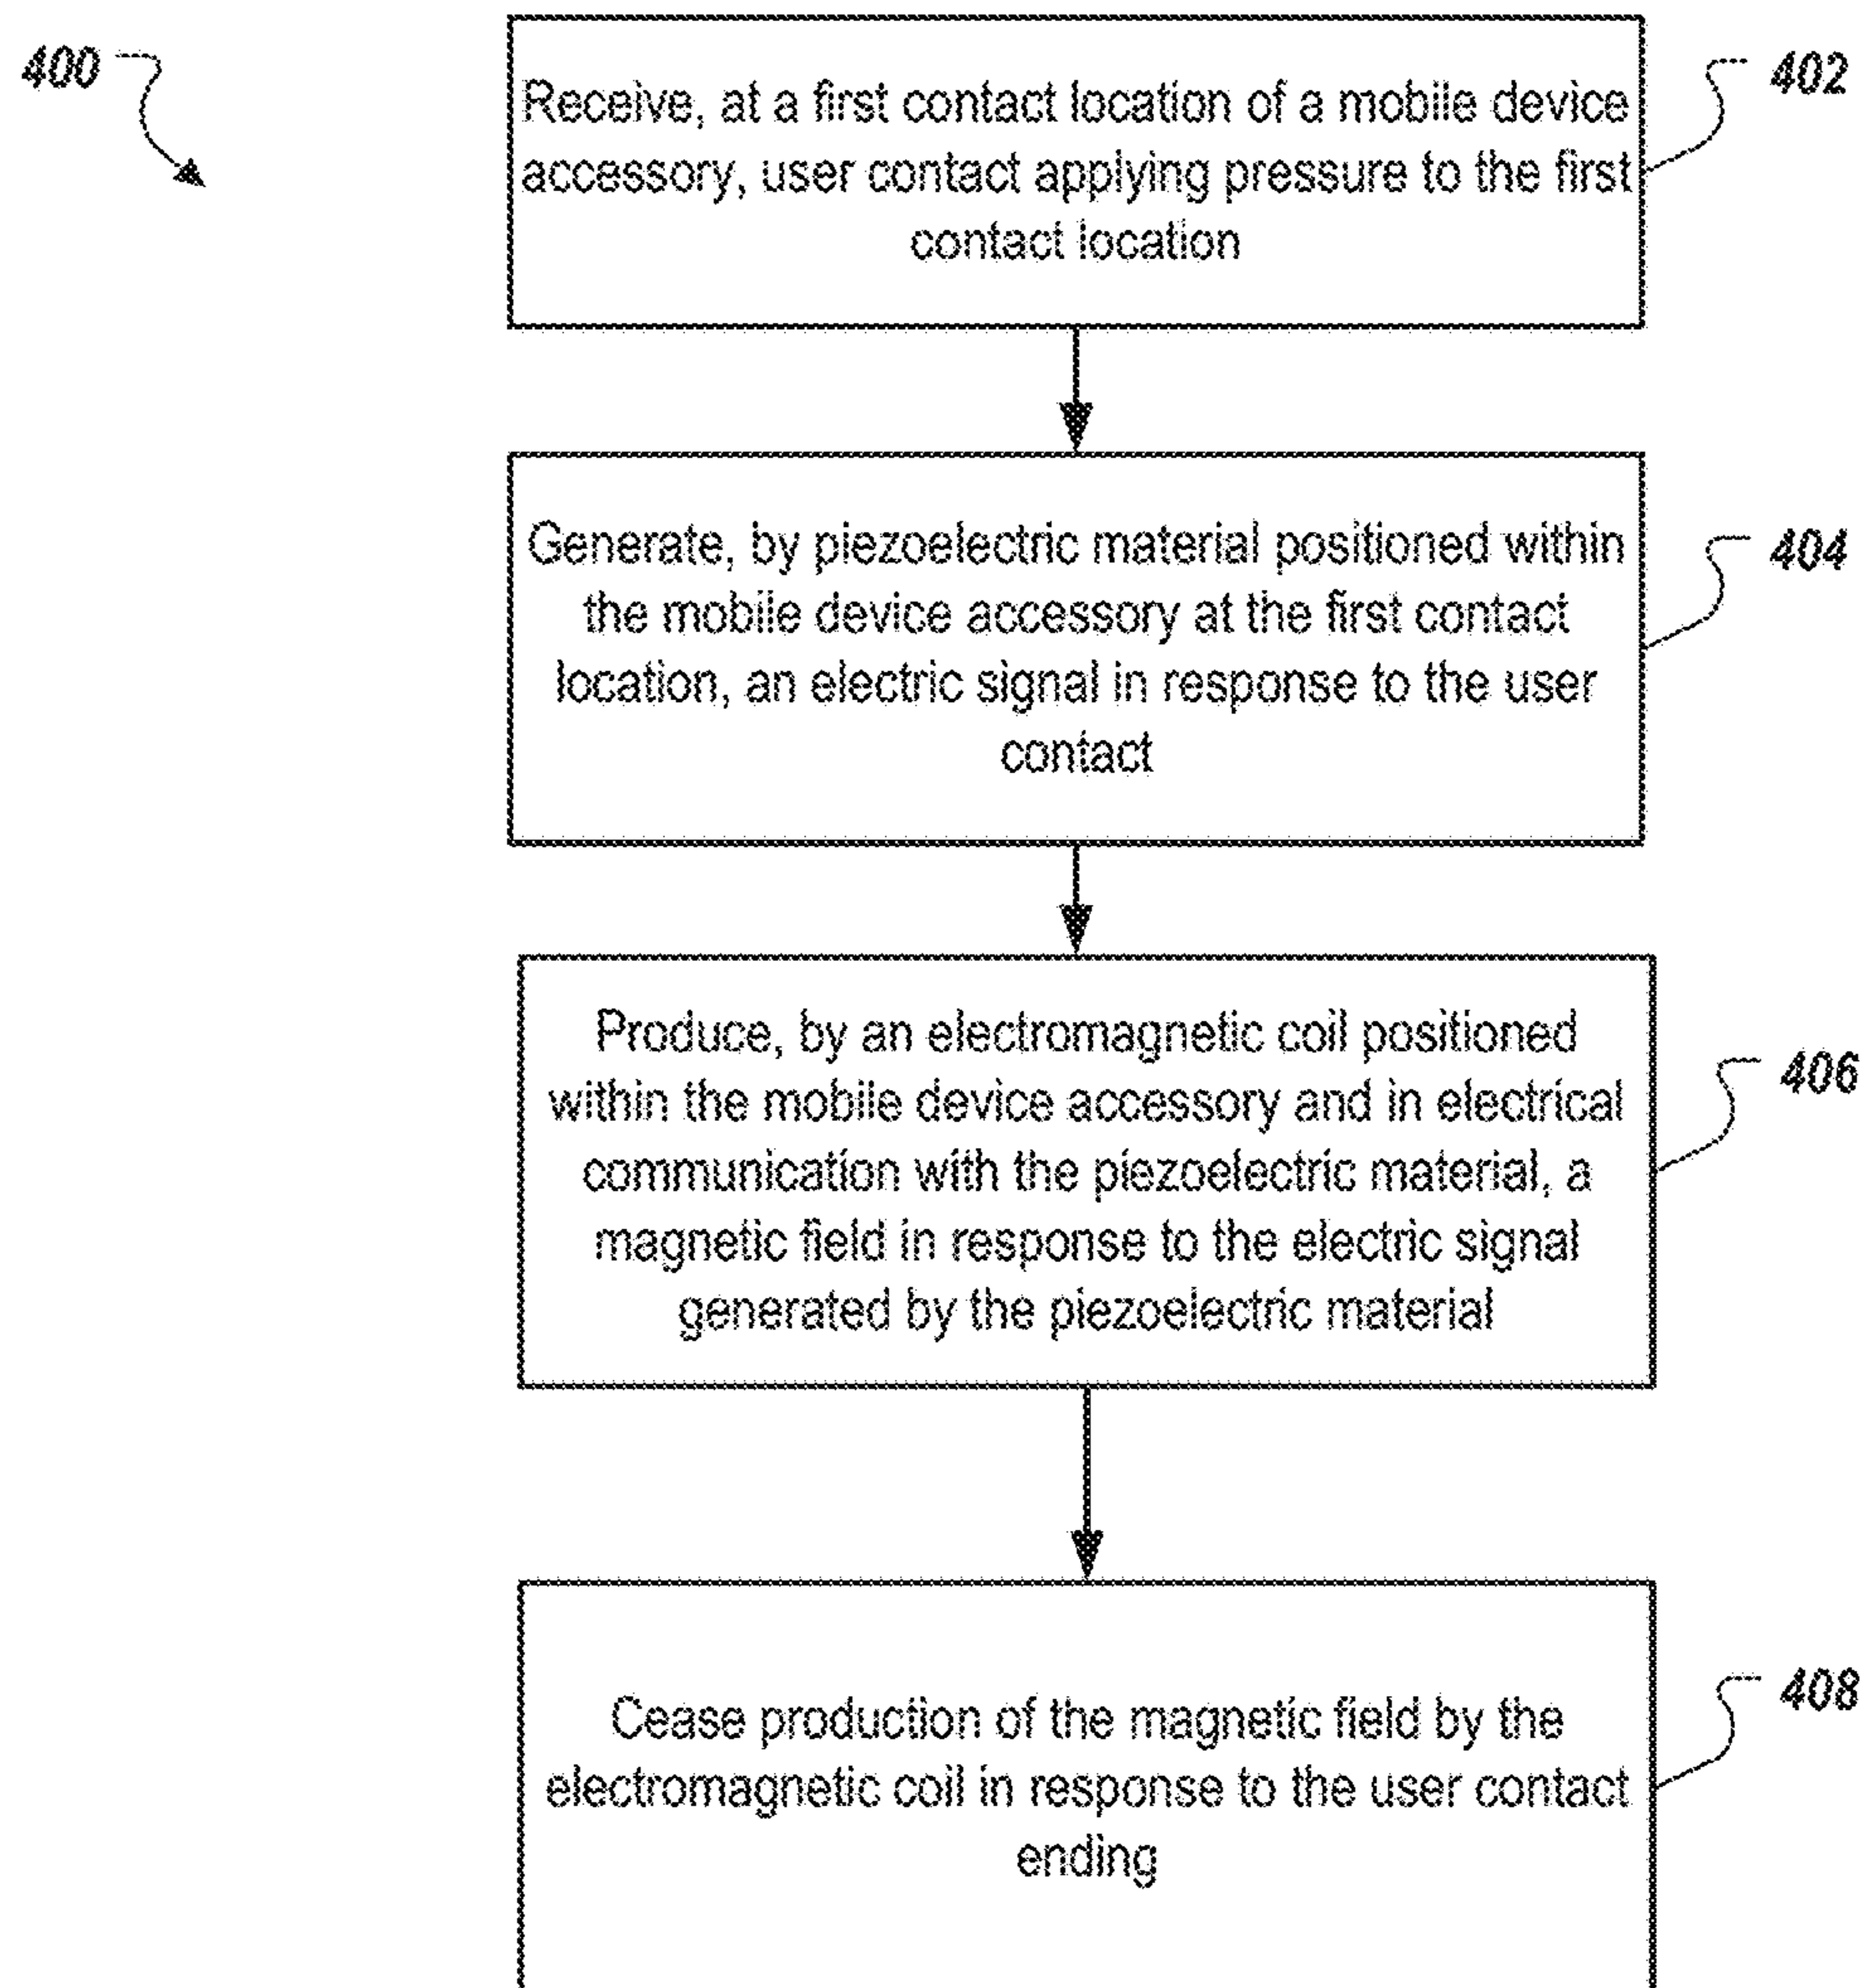 400
402
Receive, at a first contact location of a mobile device
accessory, user contact applying pressure to the first
contact location
404
Generate, by piezoelectric material positioned within
the mobile device accessory at the first contact
location, an electric signal in response to the user
contact
406
Produce, by an electromagnetic coil positioned
within the mobile device accessory and in electrical
communication with the piezoelectric material, a
magnetic field in response to the electric signal
generated by the piezoelectric material
408
Cease production of the magnetic field by the
electromagnetic coil in response to the user contact
ending